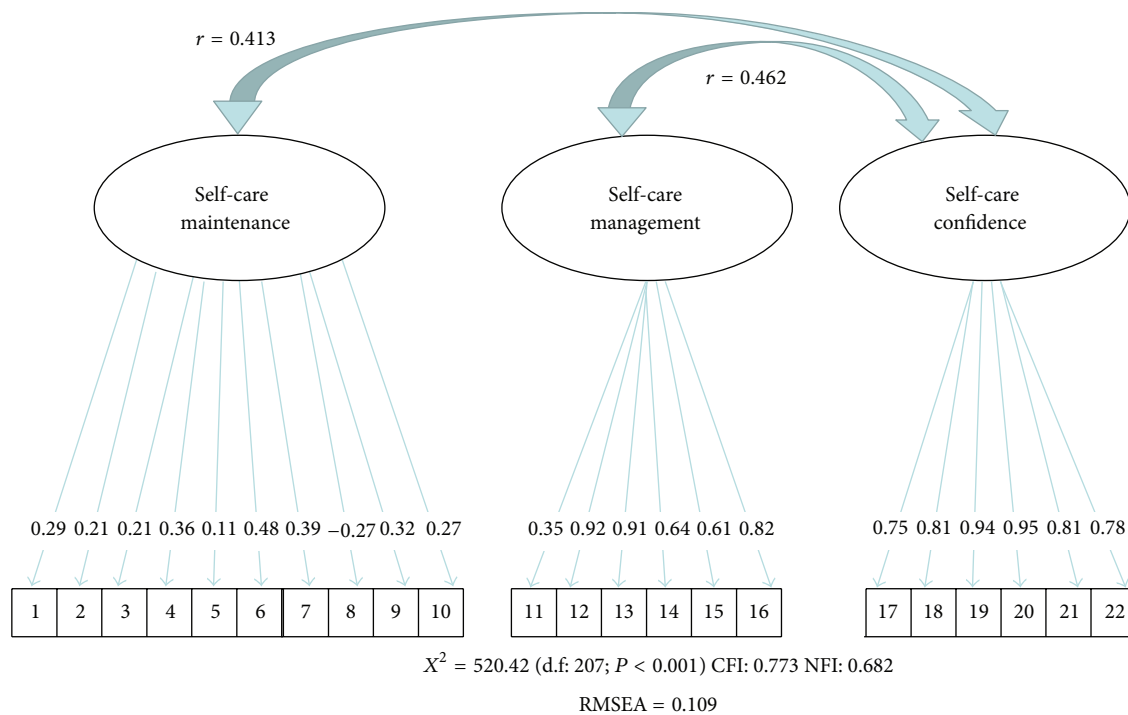 r = 0.413
r = 0.462
Self-care
maintenance
Self-care
management
Self-care
confidence
0.29 0.21 0.21 0.36 0.11 0.48 0.39 −0.27 0.32 0.27
0.35 0.92 0.91 0.64 0.61 0.82
0.75 0.81 0.94 0.95 0.81 0.78
1 2 3 4 5 6 7 8 9 10
11 12 13 14 15 16
17 18 19 20 21 22
X² = 520.42 (d.f: 207; P < 0.001) CFI: 0.773 NFI: 0.682
RMSEA = 0.109